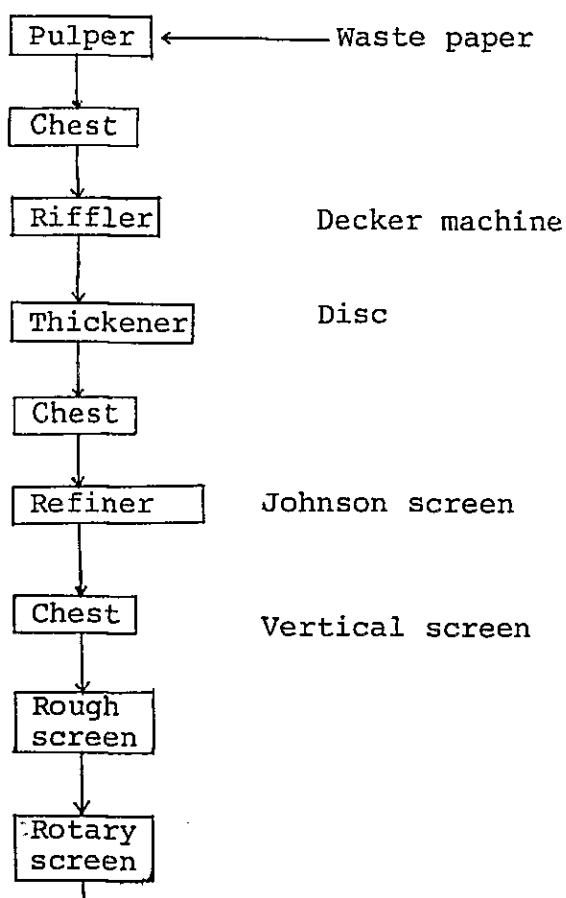 Pulper Waste paper
Chest
Riffler Decker machine
Thickener Disc
Chest
Refiner Johnson screen
Chest
Vertical screen
Rough
screen
Rotary
screen